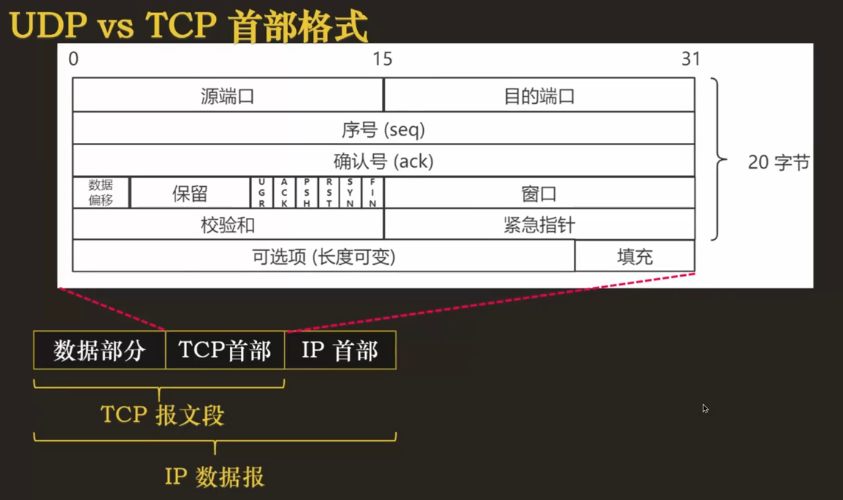 UDP vs TCP 首部格式
0 15 31
源端口 目的端口
序号 (seq)
确认号 (ack)
20 字节
数据偏移 保留 UGR ACK PSH RST SYN FIN 窗口
校验和 紧急指针
可选项 (长度可变) 填充
数据部分 TCP首部 IP 首部
TCP 报文段
IP 数据报